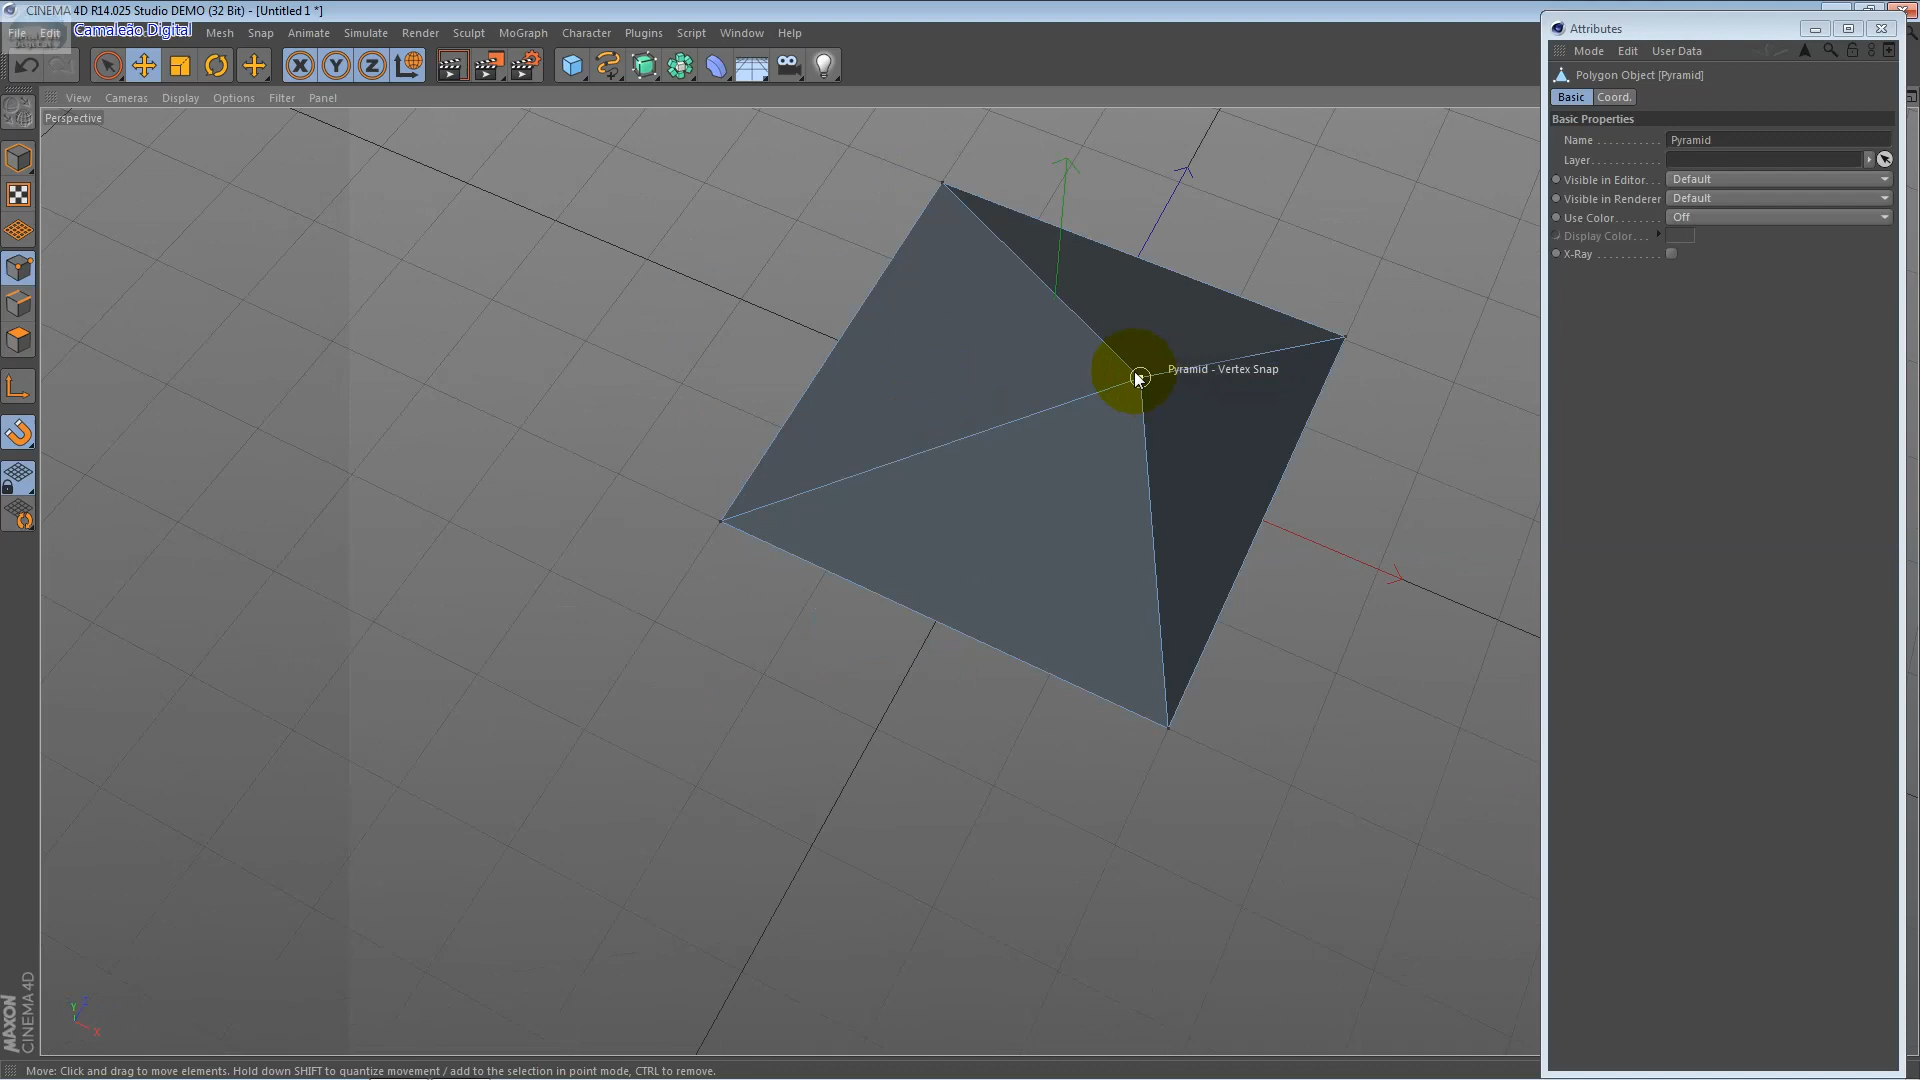 CINEMA 4D R14.025 Studio DEMO (32 Bit) - [Untitled 1 *]
File Edit Camaleão Digital Mesh Snap Animate Simulate Render Sculpt MoGraph Character Plugins Script Window Help
View Cameras Display Options Filter Panel
Perspective
Pyramid - Vertex Snap
Attributes
Mode Edit User Data
Polygon Object [Pyramid]
Basic Coord.
Basic Properties
Name . . . . . . . . . . . Pyramid
Layer . . . . . . . . . . . .
Visible in Editor. . . Default
Visible in Renderer Default
Use Color. . . . . . . . Off
Display Color. . .
X-Ray . . . . . . . . . . .
X Y Z
Y Z
X
MAXON
CINEMA 4D
Move: Click and drag to move elements. Hold down SHIFT to quantize movement / add to the selection in point mode, CTRL to remove.